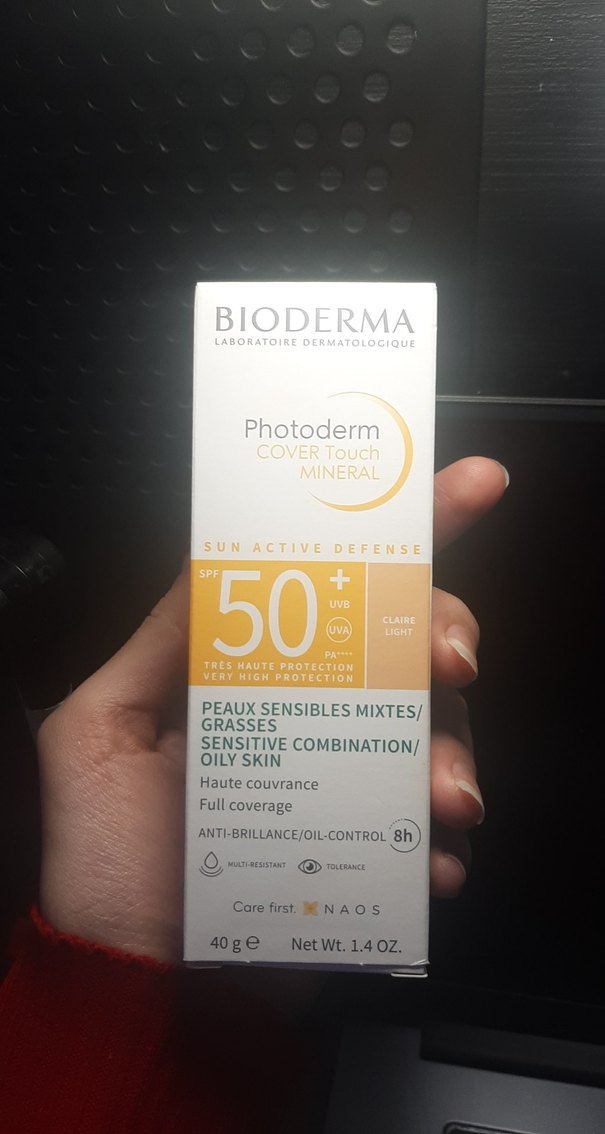 BIODERMA
LABORATOIRE DERMATOLOGIQUE
Photoderm
COVER Touch
MINERAL
SUN ACTIVE DEFENSE
SPF 50+
UVB
UVA
PA****
TRÈS HAUTE PROTECTION
VERY HIGH PROTECTION
CLAIRE
LIGHT
PEAUX SENSIBLES MIXTES/
GRASSES
SENSITIVE COMBINATION/
OILY SKIN
Haute couvrance
Full coverage
ANTI-BRILLANCE/OIL-CONTROL 8h
MULTI-RESISTANT TOLERANCE
Care first. NAOS
40 g e Net Wt. 1.4 OZ.